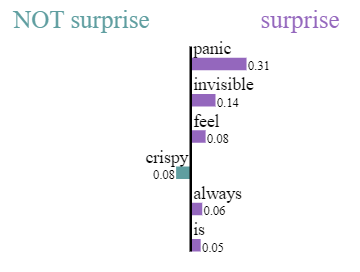 NOT surprise surprise
panic
0.31
invisible
0.14
feel
0.08
crispy
0.08
always
0.06
is
0.05